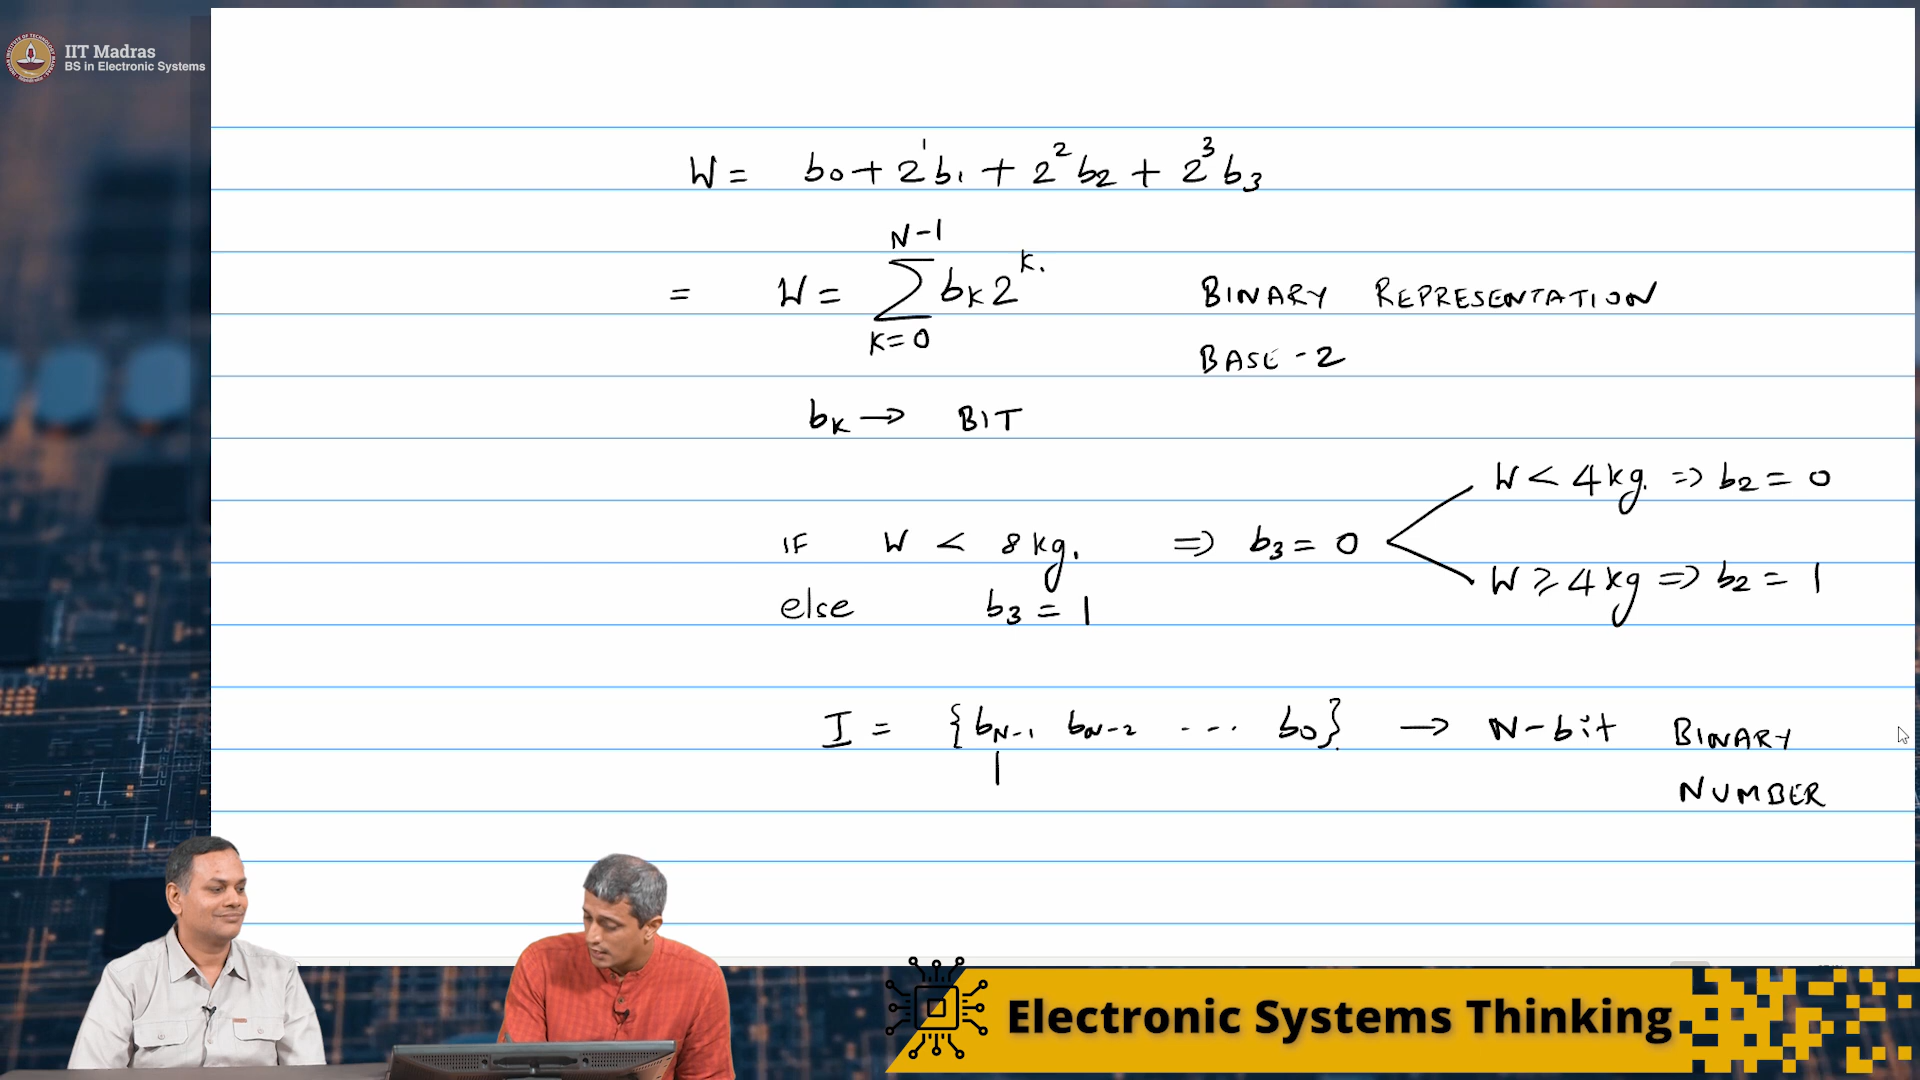 IIT Madras
BS in Electronic Systems
W = b0 + 2^1 b1 + 2^2 b2 + 2^3 b3
N-1
= W = Σ bK 2^K. BINARY REPRESENTATION
K=0
BASE-2
bK → BIT
W < 4kg. => b2 = 0
IF W < 8kg. => b3 = 0
W ≥ 4kg => b2 = 1
else b3 = 1
I = {bN-1 bN-2 --- b0} → N-bit BINARY
NUMBER
Electronic Systems Thinking